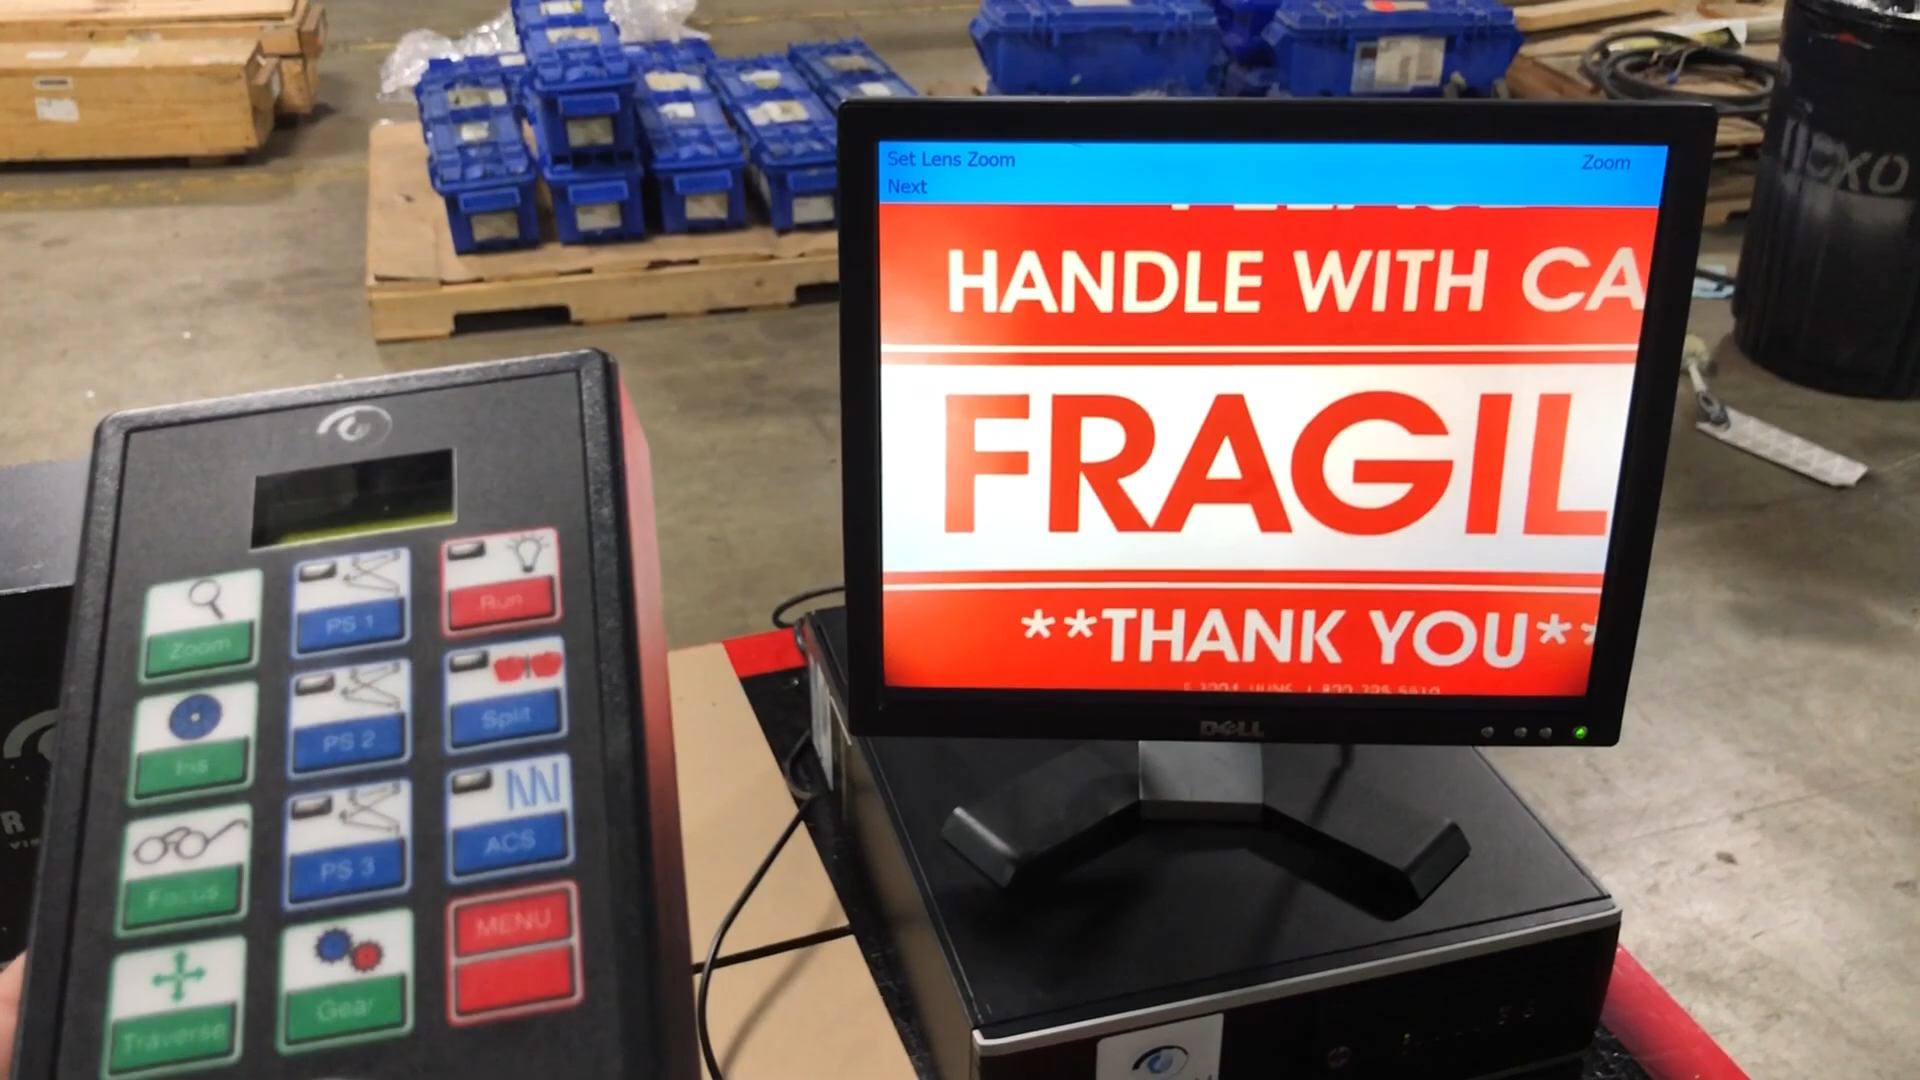 Set Lens Zoom
Zoom
Next
HANDLE WITH CA
FRAGIL
**THANK YOU**
DELL
Zoom
PS 1
Run
Iris
PS 2
Split
Focus
PS 3
ACS
Traverse
Gear
MENU